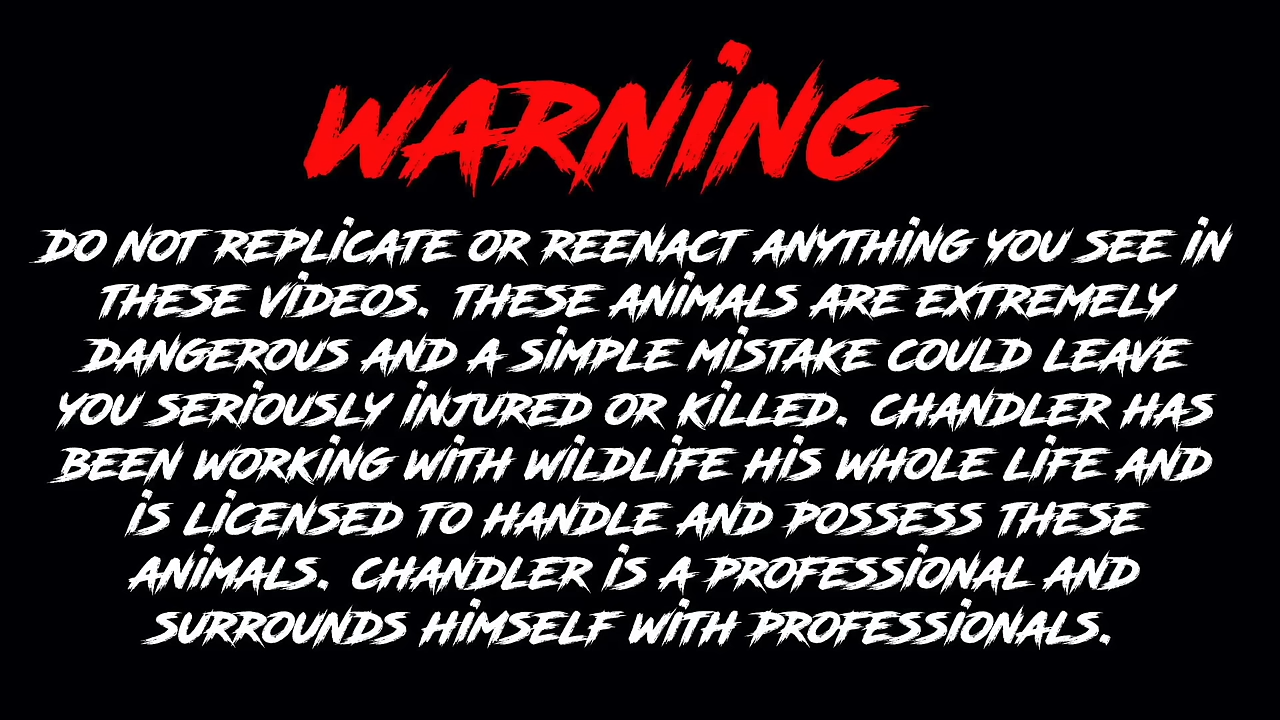 WARNING
DO NOT REPLICATE OR REENACT ANYTHING YOU SEE IN
THESE VIDEOS. THESE ANIMALS ARE EXTREMELY
DANGEROUS AND A SIMPLE MISTAKE COULD LEAVE
YOU SERIOUSLY INJURED OR KILLED. CHANDLER HAS
BEEN WORKING WITH WILDLIFE HIS WHOLE LIFE AND
IS LICENSED TO HANDLE AND POSSESS THESE
ANIMALS. CHANDLER IS A PROFESSIONAL AND
SURROUNDS HIMSELF WITH PROFESSIONALS.